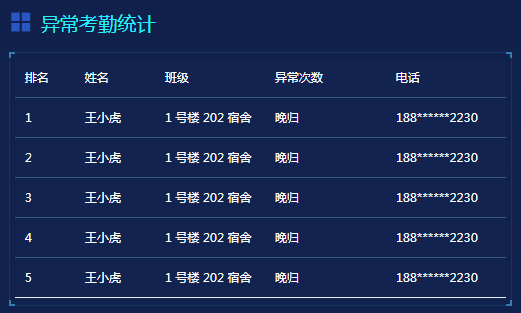 异常考勤统计
排名 姓名 班级 异常次数 电话
1 王小虎 1 号楼 202 宿舍 晚归 188******2230
2 王小虎 1 号楼 202 宿舍 晚归 188******2230
3 王小虎 1 号楼 202 宿舍 晚归 188******2230
4 王小虎 1 号楼 202 宿舍 晚归 188******2230
5 王小虎 1 号楼 202 宿舍 晚归 188******2230